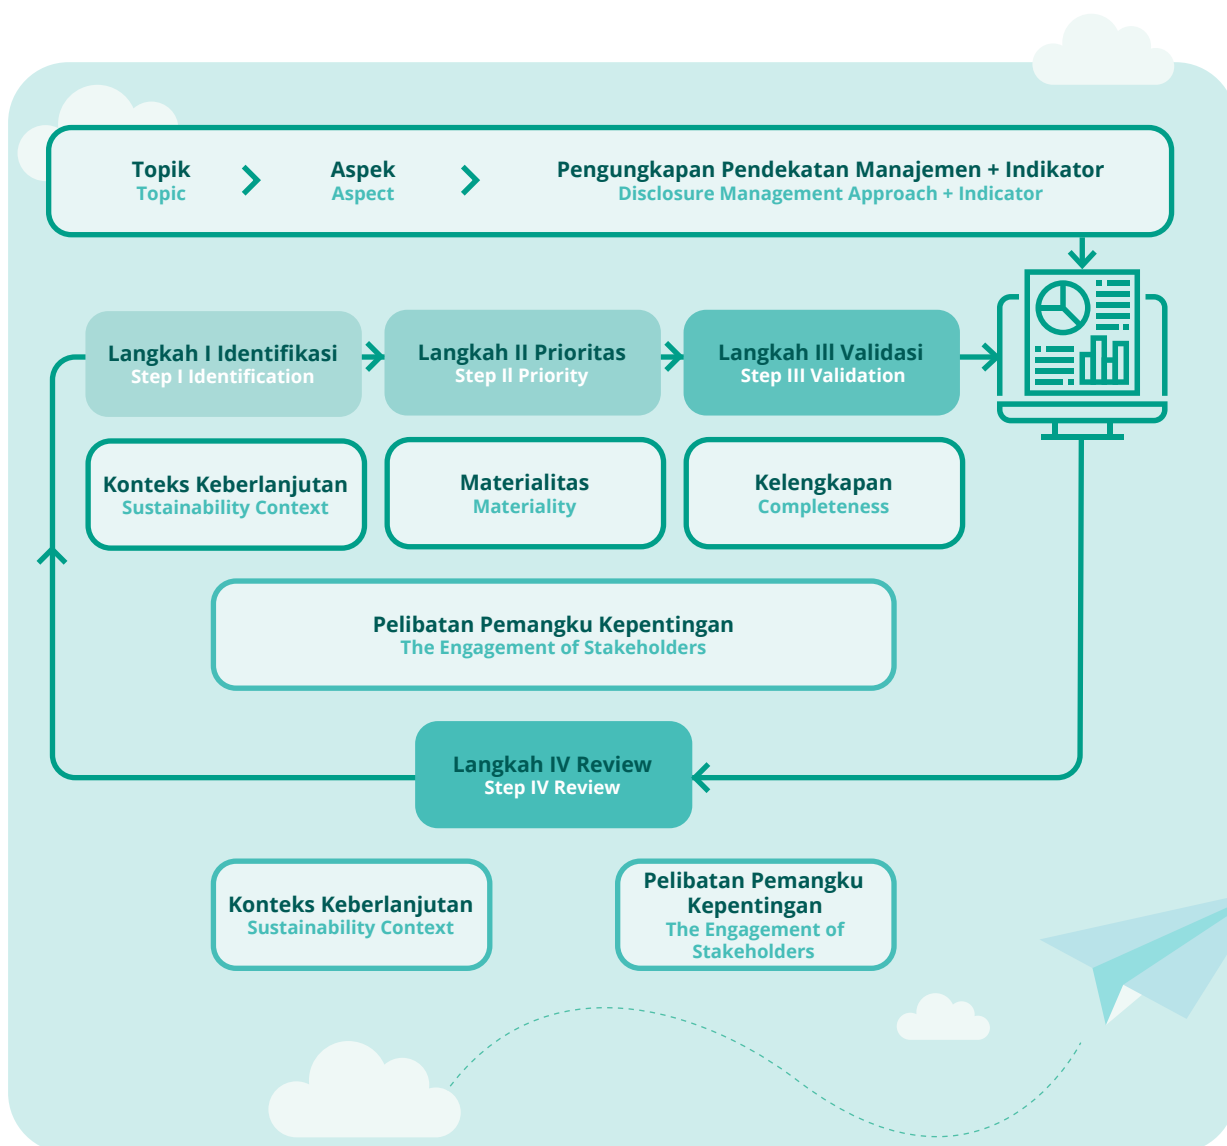 Topik
Topic
Aspek
Aspect
Pengungkapan Pendekatan Manajemen + Indikator
Disclosure Management Approach + Indicator
Langkah I Identifikasi
Step I Identification
Langkah II Prioritas
Step II Priority
Langkah III Validasi
Step III Validation
Konteks Keberlanjutan
Sustainability Context
Materialitas
Materiality
Kelengkapan
Completeness
Pelibatan Pemangku Kepentingan
The Engagement of Stakeholders
Langkah IV Review
Step IV Review
Konteks Keberlanjutan
Sustainability Context
Pelibatan Pemangku
Kepentingan
The Engagement of
Stakeholders